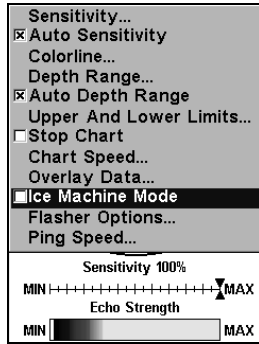 Sensitivity...
Auto Sensitivity
Colorline...
Depth Range...
Auto Depth Range
Upper And Lower Limits...
Stop Chart
Chart Speed...
Overlay Data...
Ice Machine Mode
Flasher Options...
Ping Speed...
Sensitivity 100%
MIN MAX
Echo Strength
MIN MAX